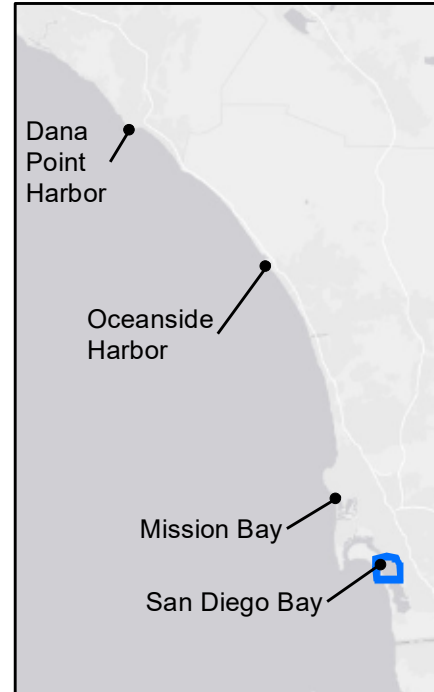 Dana
Point
Harbor
Oceanside
Harbor
Mission Bay
San Diego Bay